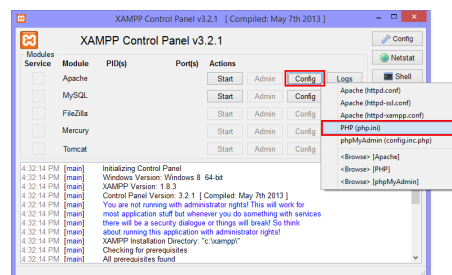 XAMPP Control Panel v3.2.1 [ Compiled: May 7th 2013 ]
XAMPP Control Panel v3.2.1
Config
Netstat
Shell
Modules
Service Module PID(s) Port(s) Actions
Apache Start Admin Config Logs
MySQL Start Admin Config
FileZilla Start Admin Config
Mercury Start Admin Config
Tomcat Start Admin Config
Apache (httpd.conf)
Apache (httpd-ssl.conf)
Apache (httpd-xampp.conf)
PHP (php.ini)
phpMyAdmin (config.inc.php)
<Browse> [Apache]
<Browse> [PHP]
<Browse> [phpMyAdmin]
4:32:14 PM [main] Initializing Control Panel
4:32:14 PM [main] Windows Version: Windows 8 64-bit
4:32:14 PM [main] XAMPP Version: 1.8.3
4:32:14 PM [main] Control Panel Version: 3.2.1 [ Compiled: May 7th 2013 ]
4:32:14 PM [main] You are not running with administrator rights! This will work for
4:32:14 PM [main] most application stuff but whenever you do something with services
4:32:14 PM [main] there will be a security dialogue or things will break! So think
4:32:14 PM [main] about running this application with administrator rights!
4:32:14 PM [main] XAMPP Installation Directory: "c:\xampp\"
4:32:14 PM [main] Checking for prerequisites
4:32:14 PM [main] All prerequisites found